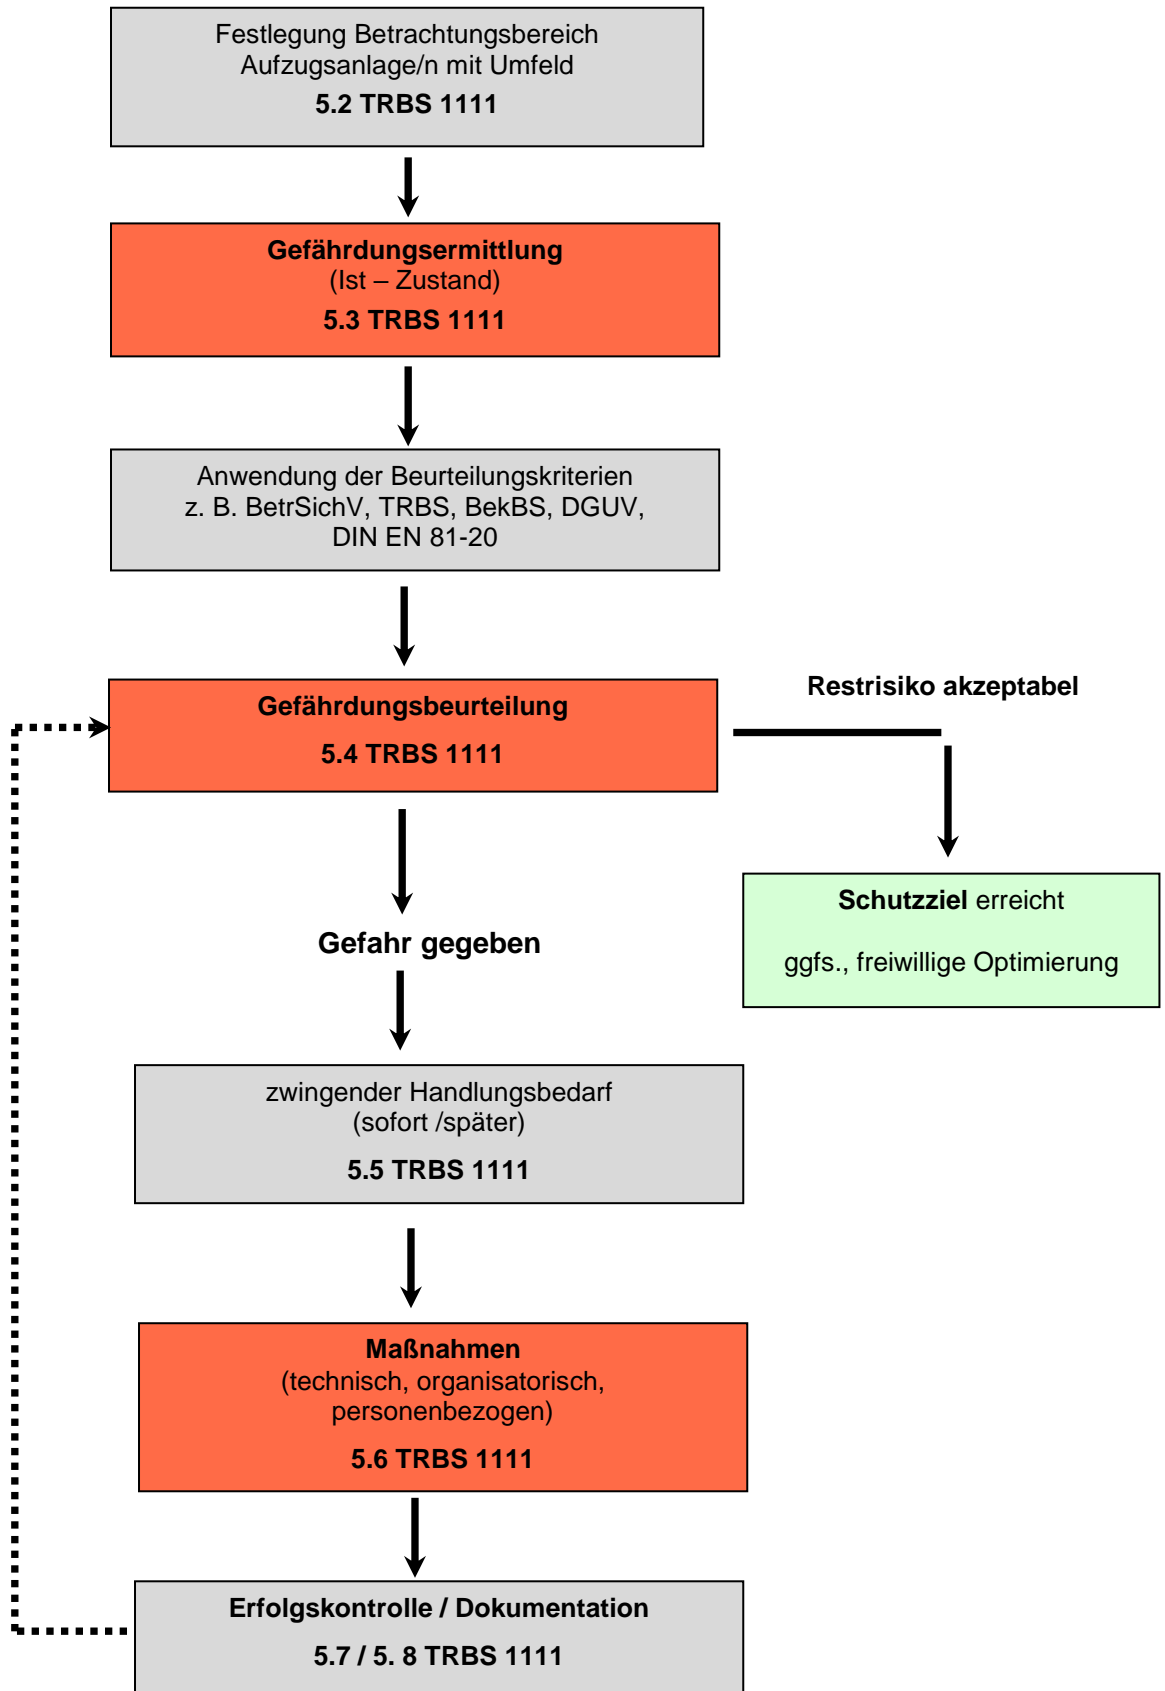 Festlegung Betrachtungsbereich
Aufzugsanlage/n mit Umfeld
5.2 TRBS 1111
Gefährdungsermittlung
(Ist – Zustand)
5.3 TRBS 1111
Anwendung der Beurteilungskriterien
z. B. BetrSichV, TRBS, BekBS, DGUV,
DIN EN 81-20
Gefährdungsbeurteilung
5.4 TRBS 1111
Restrisiko akzeptabel
Schutzziel erreicht
ggfs., freiwillige Optimierung
Gefahr gegeben
zwingender Handlungsbedarf
(sofort /später)
5.5 TRBS 1111
Maßnahmen
(technisch, organisatorisch,
personenbezogen)
5.6 TRBS 1111
Erfolgskontrolle / Dokumentation
5.7 / 5. 8 TRBS 1111